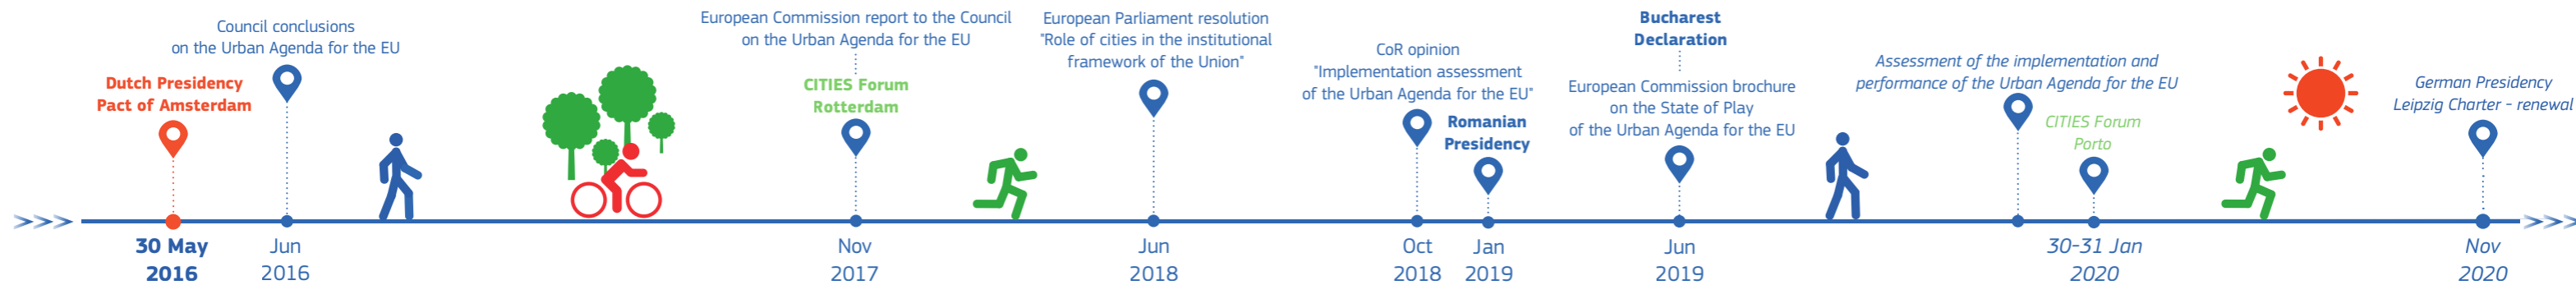 Dutch Presidency
Pact of Amsterdam
30 May
2016
Council conclusions
on the Urban Agenda for the EU
Jun
2016
European Commission report to the Council
on the Urban Agenda for the EU
CITIES Forum
Rotterdam
Nov
2017
European Parliament resolution
"Role of cities in the institutional
framework of the Union"
Jun
2018
CoR opinion
"Implementation assessment
of the Urban Agenda for the EU"
Oct
2018
Romanian
Presidency
Jan
2019
Bucharest
Declaration
European Commission brochure
on the State of Play
of the Urban Agenda for the EU
Jun
2019
Assessment of the implementation and
performance of the Urban Agenda for the EU
CITIES Forum
Porto
30-31 Jan
2020
German Presidency
Leipzig Charter - renewal
Nov
2020